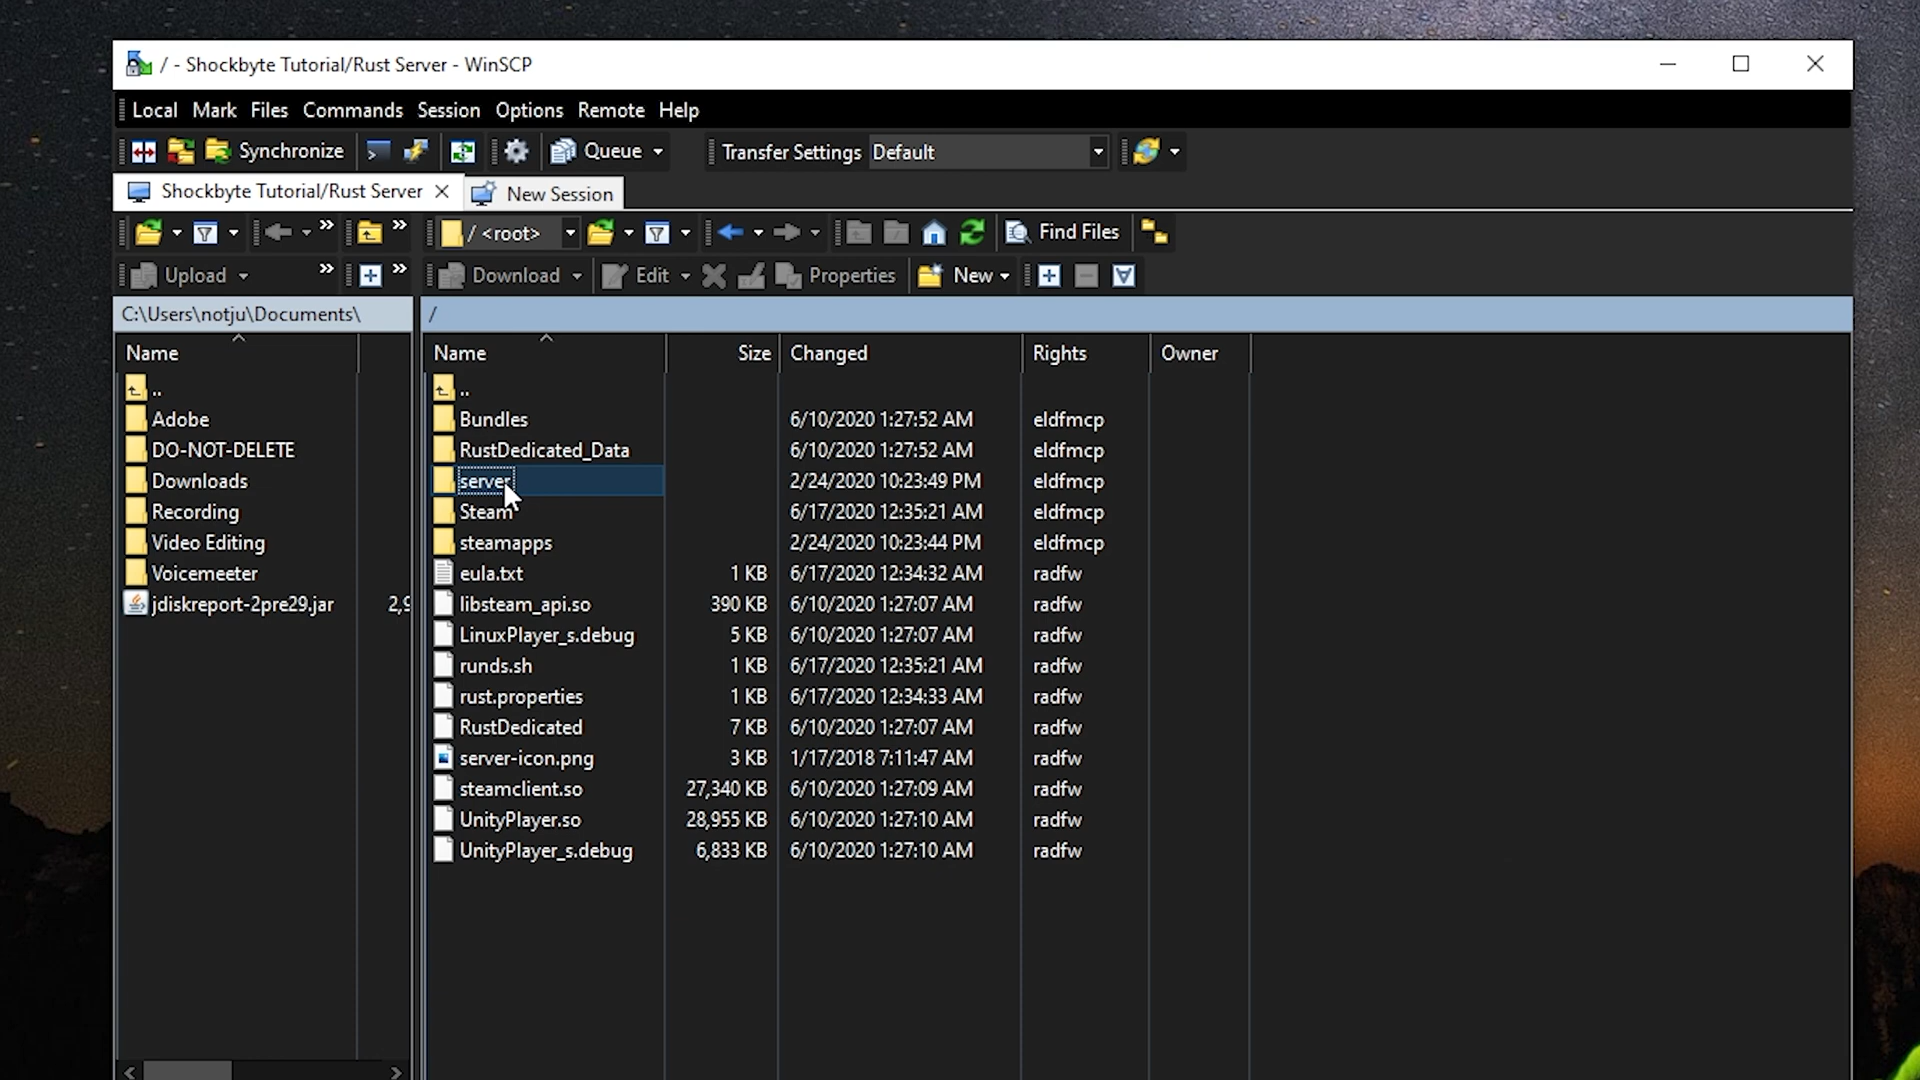 / - Shockbyte Tutorial/Rust Server - WinSCP
Local Mark Files Commands Session Options Remote Help
Synchronize Queue Transfer Settings Default
Shockbyte Tutorial/Rust Server New Session
/ <root> Find Files
Upload Download Edit Properties New
C:\Users\notju\Documents\ /
Name Name Size Changed Rights Owner
.. ..
Adobe Bundles 6/10/2020 1:27:52 AM eldfmcp
DO-NOT-DELETE RustDedicated_Data 6/10/2020 1:27:52 AM eldfmcp
Downloads server 2/24/2020 10:23:49 PM eldfmcp
Recording Steam 6/17/2020 12:35:21 AM eldfmcp
Video Editing steamapps 2/24/2020 10:23:44 PM eldfmcp
Voicemeeter eula.txt 1 KB 6/17/2020 12:34:32 AM radfw
jdiskreport-2pre29.jar 2,9 libsteam_api.so 390 KB 6/10/2020 1:27:07 AM radfw
LinuxPlayer_s.debug 5 KB 6/10/2020 1:27:07 AM radfw
runds.sh 1 KB 6/17/2020 12:35:21 AM radfw
rust.properties 1 KB 6/17/2020 12:34:33 AM radfw
RustDedicated 7 KB 6/10/2020 1:27:07 AM radfw
server-icon.png 3 KB 1/17/2018 7:11:47 AM radfw
steamclient.so 27,340 KB 6/10/2020 1:27:09 AM radfw
UnityPlayer.so 28,955 KB 6/10/2020 1:27:10 AM radfw
UnityPlayer_s.debug 6,833 KB 6/10/2020 1:27:10 AM radfw